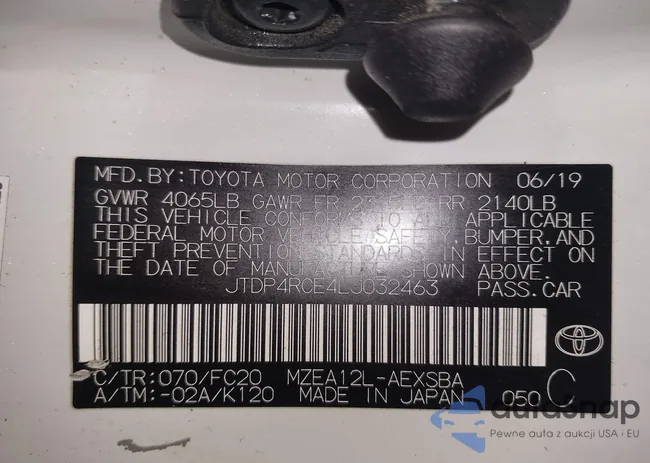 MFD. BY: TOYOTA MOTOR CORPORATION 06/19
GVWR 4065LB GAWR FR RR 2140LB
THIS VEHICLE CONFORMS TO ALL APPLICABLE
FEDERAL MOTOR VEHICLE SAFETY, BUMPER, AND
THEFT PREVENTION STANDARDS IN EFFECT ON
THE DATE OF MANUFACTURE SHOWN ABOVE.
JTDP4RCE4LJ032463 PASS. CAR
C/TR: 070/FC20 MZEA12L-AEXSBA C
A/TM: -02A/K120 MADE IN JAPAN 050
autosnap
Pewne auta z aukcji USA i EU